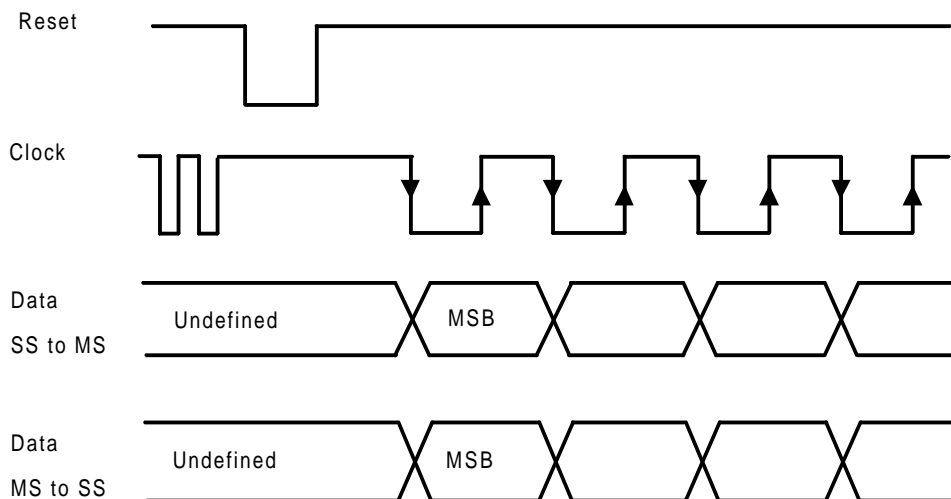 Reset
Clock
Data
SS to MS
Undefined
MSB
Data
MS to SS
Undefined
MSB